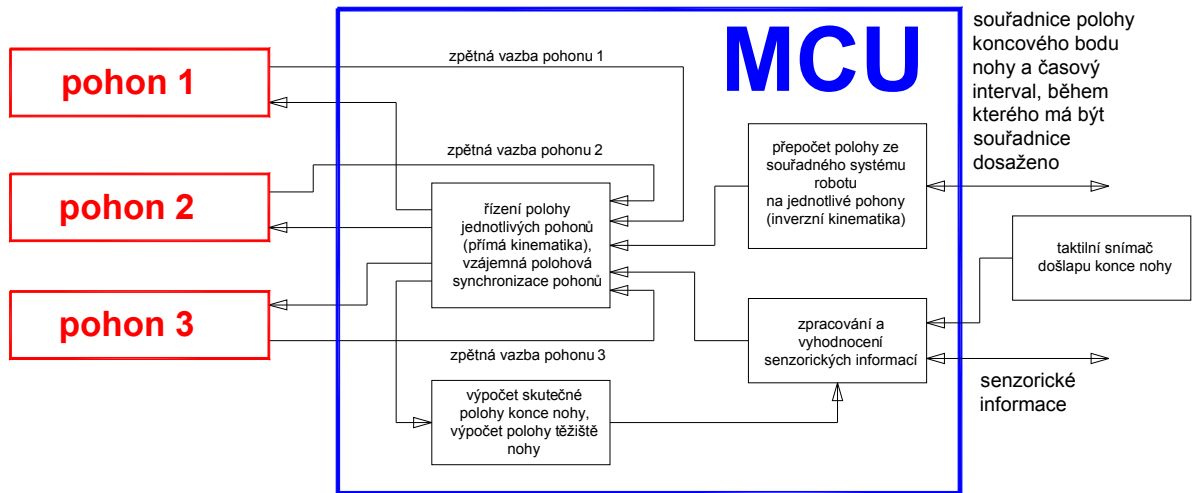 MCU
souřadnice polohy
koncového bodu
nohy a časový
interval, během
kterého má být
souřadnice
dosaženo
pohon 1
zpětná vazba pohonu 1
zpětná vazba pohonu 2
pohon 2
řízení polohy
jednotlivých pohonů
(přímá kinematika),
vzájemná polohová
synchronizace pohonů
přepočet polohy ze
souřadného systému
robotu
na jednotlivé pohony
(inverzní kinematika)
taktilní snímač
došlapu konce nohy
pohon 3
zpětná vazba pohonu 3
zpracování a
vyhodnocení
senzorických informací
senzorické
informace
výpočet skutečné
polohy konce nohy,
výpočet polohy těžiště
nohy